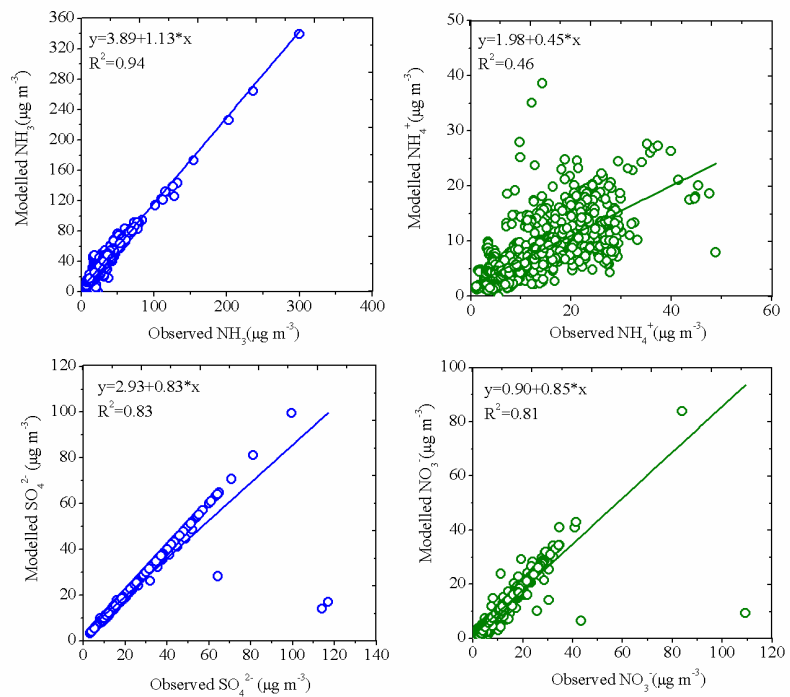 y=3.89+1.13*x
R²=0.94
Modelled NH₃(μg m⁻³)
360
320
280
240
200
160
120
80
40
0
0 100 200 300 400
Observed NH₃(μg m⁻³)
y=1.98+0.45*x
R²=0.46
Modelled NH₄⁺(μg m⁻³)
50
40
30
20
10
0
0 20 40 60
Observed NH₄⁺(μg m⁻³)
y=2.93+0.83*x
R²=0.83
Modelled SO₄²⁻ (μg m⁻³)
120
100
80
60
40
20
0
0 20 40 60 80 100 120 140
Observed SO₄²⁻ (μg m⁻³)
y=0.90+0.85*x
R²=0.81
Modelled NO₃⁻(μg m⁻³)
100
80
60
40
20
0
0 20 40 60 80 100 120
Observed NO₃⁻(μg m⁻³)